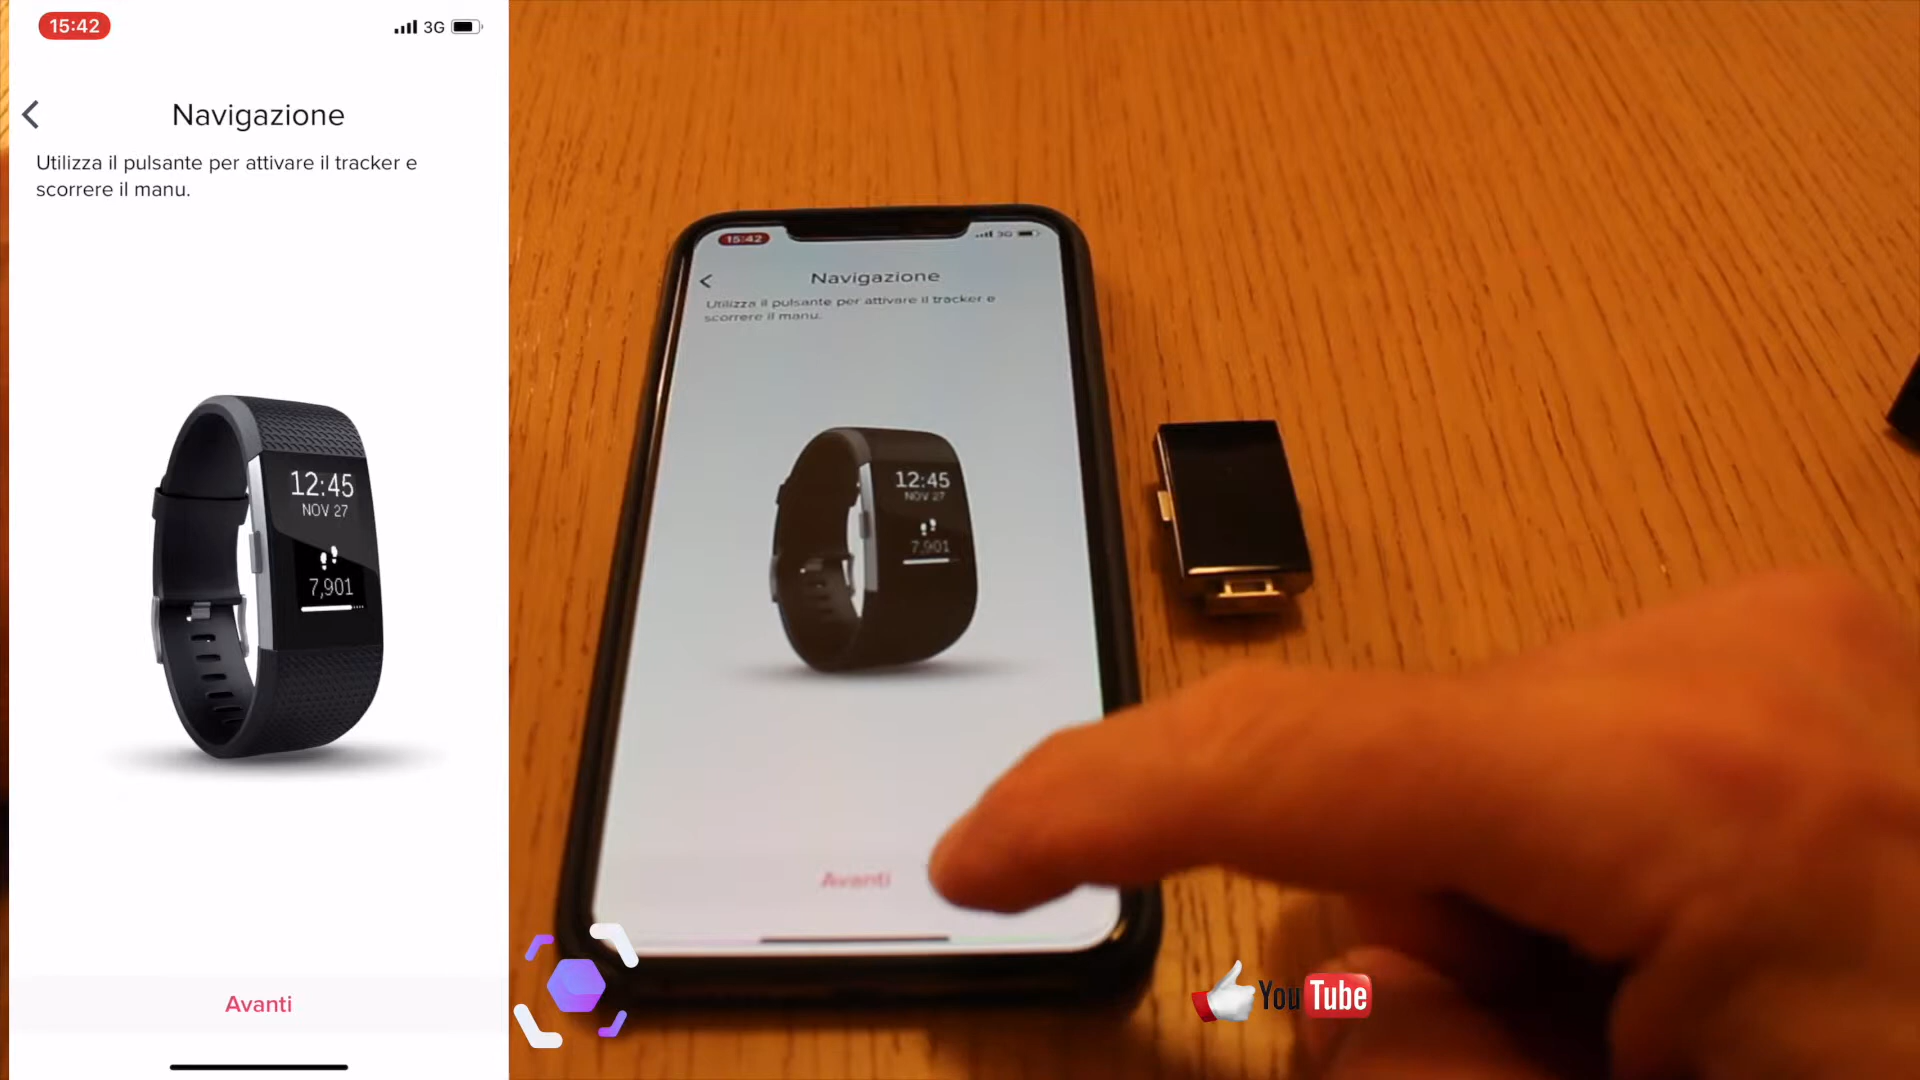 15:42
3G
Navigazione
Utilizza il pulsante per attivare il tracker e
scorrere il manu.
12:45
NOV 27
7,901
Avanti
15:42
3G
Navigazione
Utilizza il pulsante per attivare il tracker e
scorrere il manu.
12:45
NOV 27
7,901
Avanti
YouTube